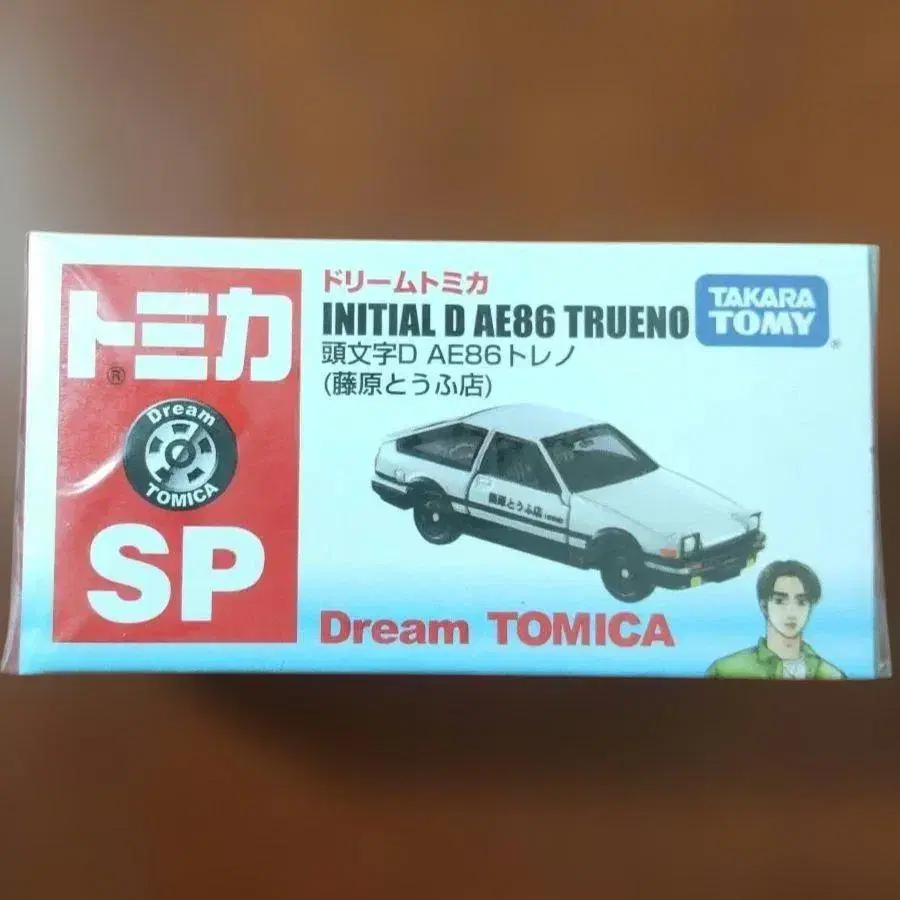 トミカ
®
Dream
TOMICA
SP
ドリームトミカ
INITIAL D AE86 TRUENO
頭文字D AE86トレノ
(藤原とうふ店)
TAKARA
TOMY
®
藤原とうふ店
Dream TOMICA